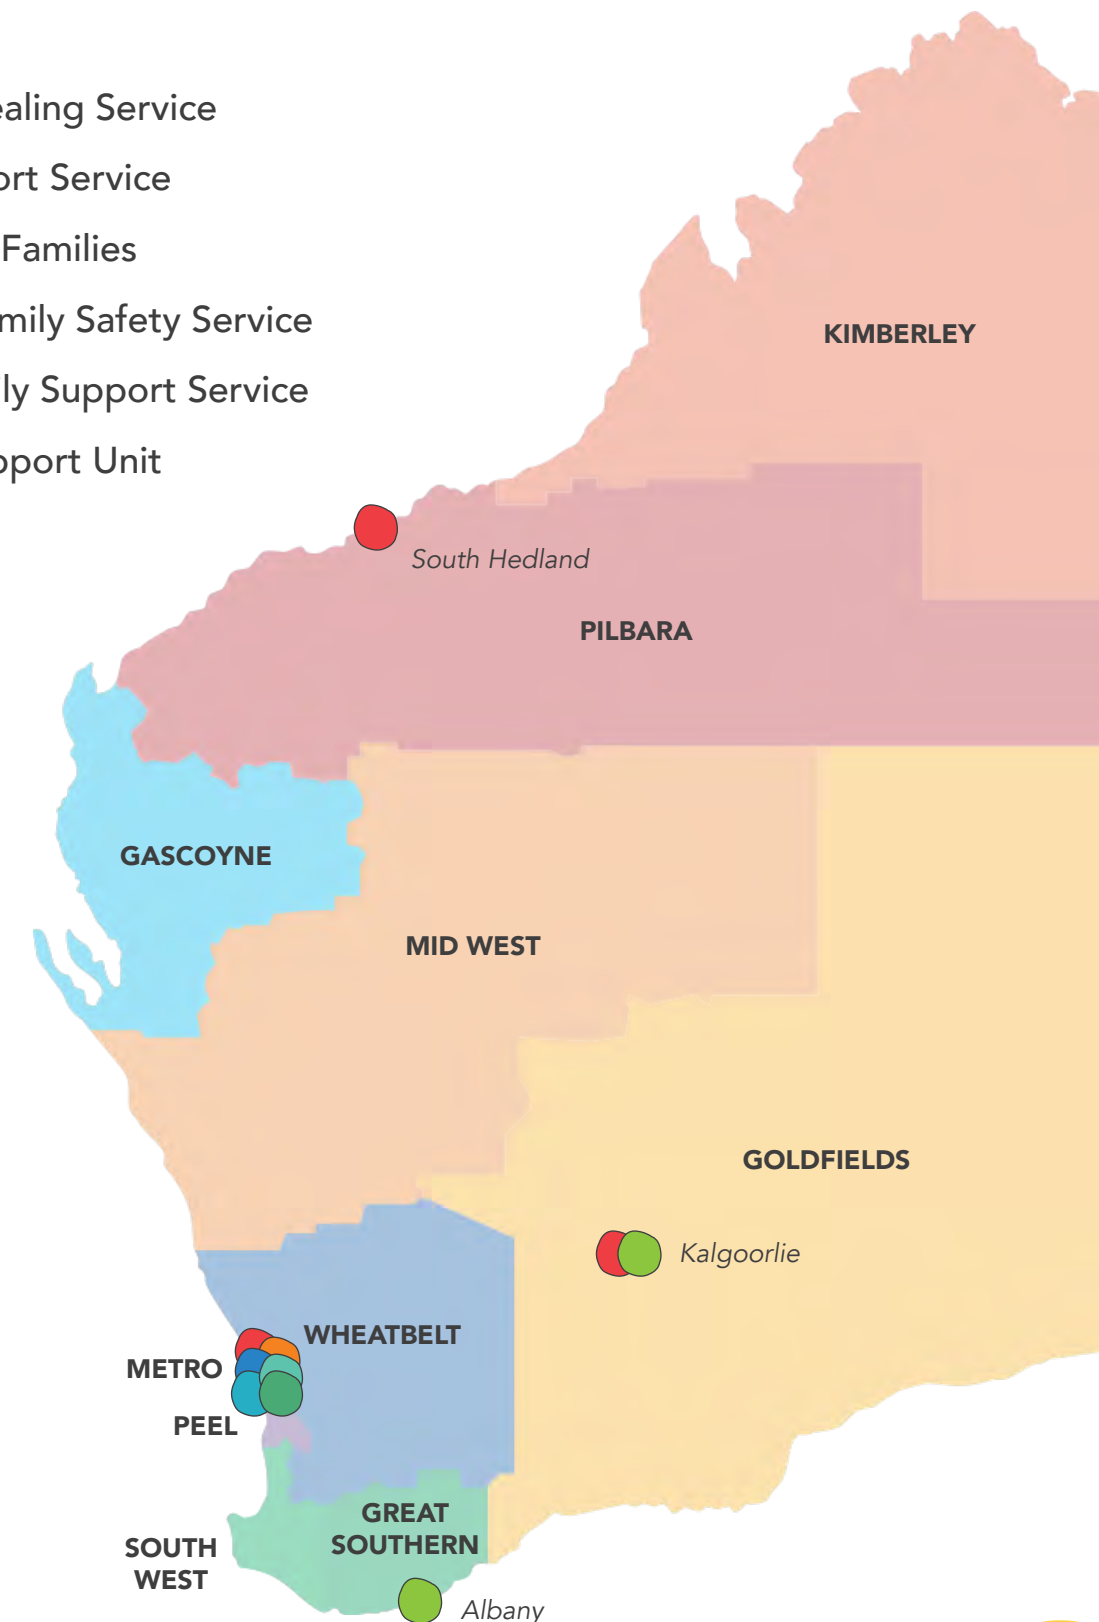 ealing Service
ort Service
Families
mily Safety Service
ily Support Service
pport Unit
KIMBERLEY
South Hedland
PILBARA
GASCOYNE
MID WEST
GOLDFIELDS
Kalgoorlie
WHEATBELT
METRO
PEEL
GREAT
SOUTHERN
SOUTH
WEST
Albany